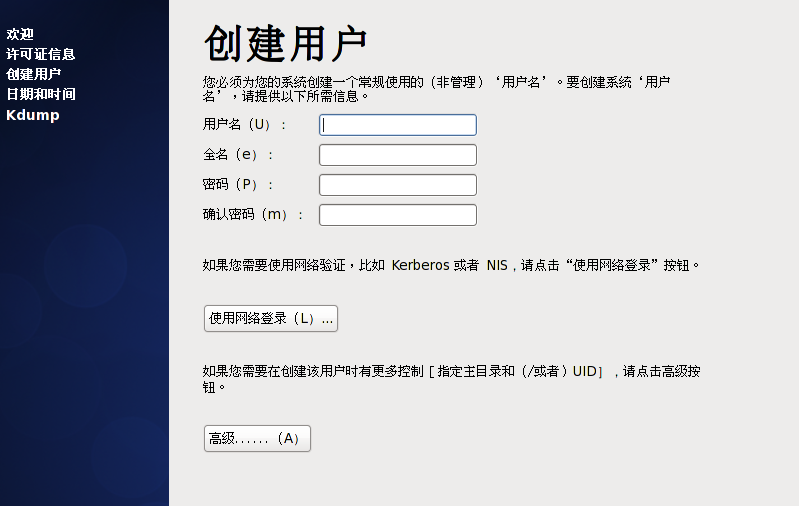 欢迎
许可证信息
创建用户
日期和时间
Kdump
创建用户
您必须为您的系统创建一个常规使用的（非管理）‘用户名’。要创建系统‘用户
名’，请提供以下所需信息。
用户名（U）：
全名（e）：
密码（P）：
确认密码（m）：
如果您需要使用网络验证，比如 Kerberos 或者 NIS，请点击“使用网络登录”按钮。
使用网络登录（L）...
如果您需要在创建该用户时有更多控制［指定主目录和（/或者）UID］，请点击高级按
钮。
高级......（A）